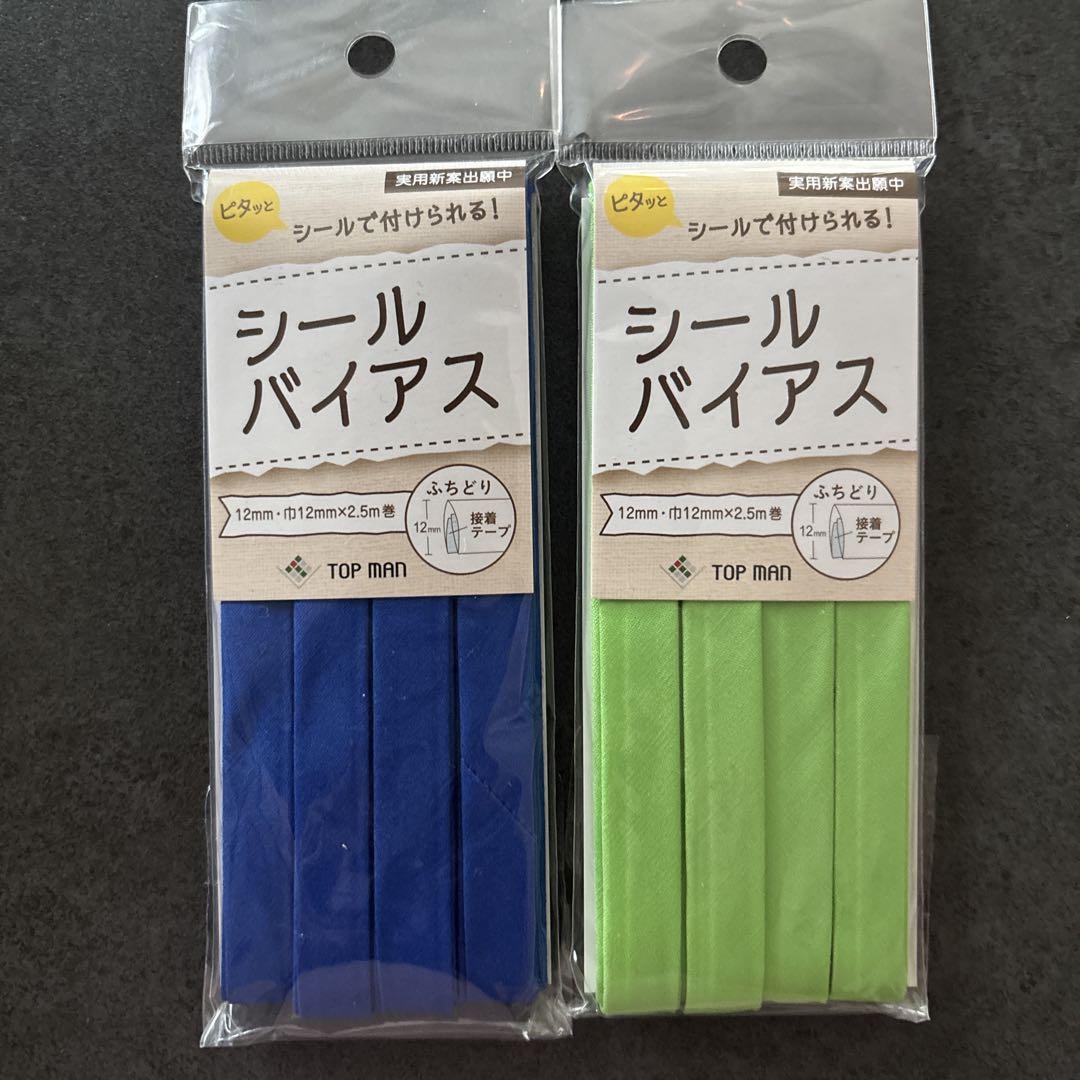 実用新案出願中
ピタッと
シールで付けられる!
シール
バイアス
12mm・巾12mm×2.5m巻
ふちどり
12mm
接着
テープ
TOP MAN
実用新案出願中
ピタッと
シールで付けられる!
シール
バイアス
12mm・巾12mm×2.5m巻
ふちどり
12mm
接着
テープ
TOP MAN